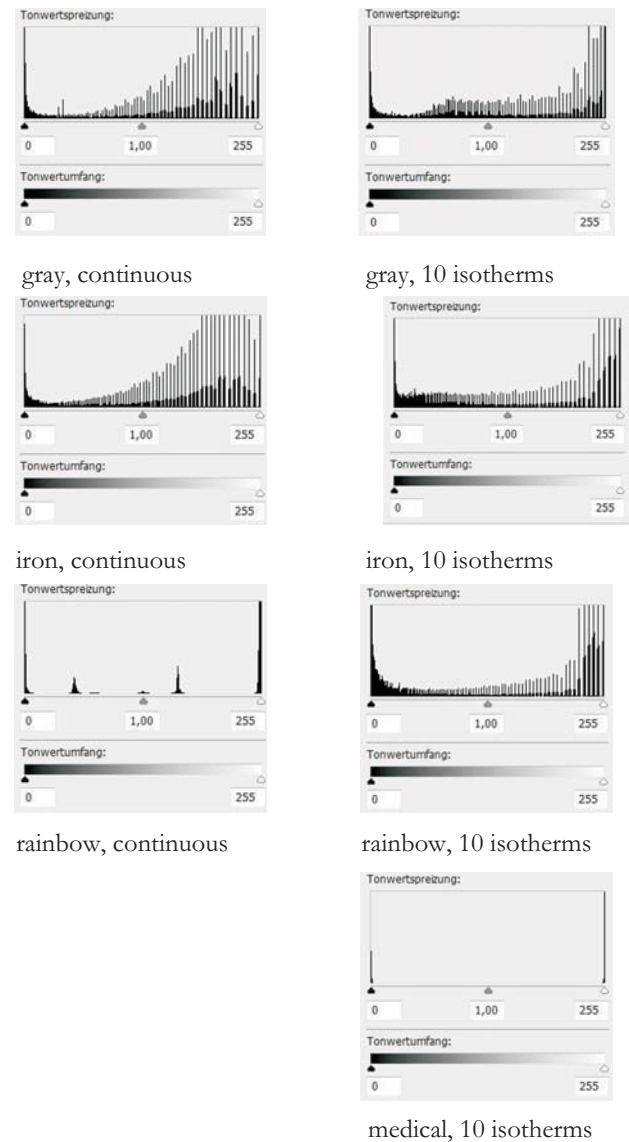 Tonwertspreizung:
0 1,00 255
Tonwertumfang:
0 255
gray, continuous
Tonwertspreizung:
0 1,00 255
Tonwertumfang:
0 255
gray, 10 isotherms
Tonwertspreizung:
0 1,00 255
Tonwertumfang:
0 255
iron, continuous
Tonwertspreizung:
0 1,00 255
Tonwertumfang:
0 255
iron, 10 isotherms
Tonwertspreizung:
0 1,00 255
Tonwertumfang:
0 255
rainbow, continuous
Tonwertspreizung:
0 1,00 255
Tonwertumfang:
0 255
rainbow, 10 isotherms
Tonwertspreizung:
0 1,00 255
Tonwertumfang:
0 255
medical, 10 isotherms